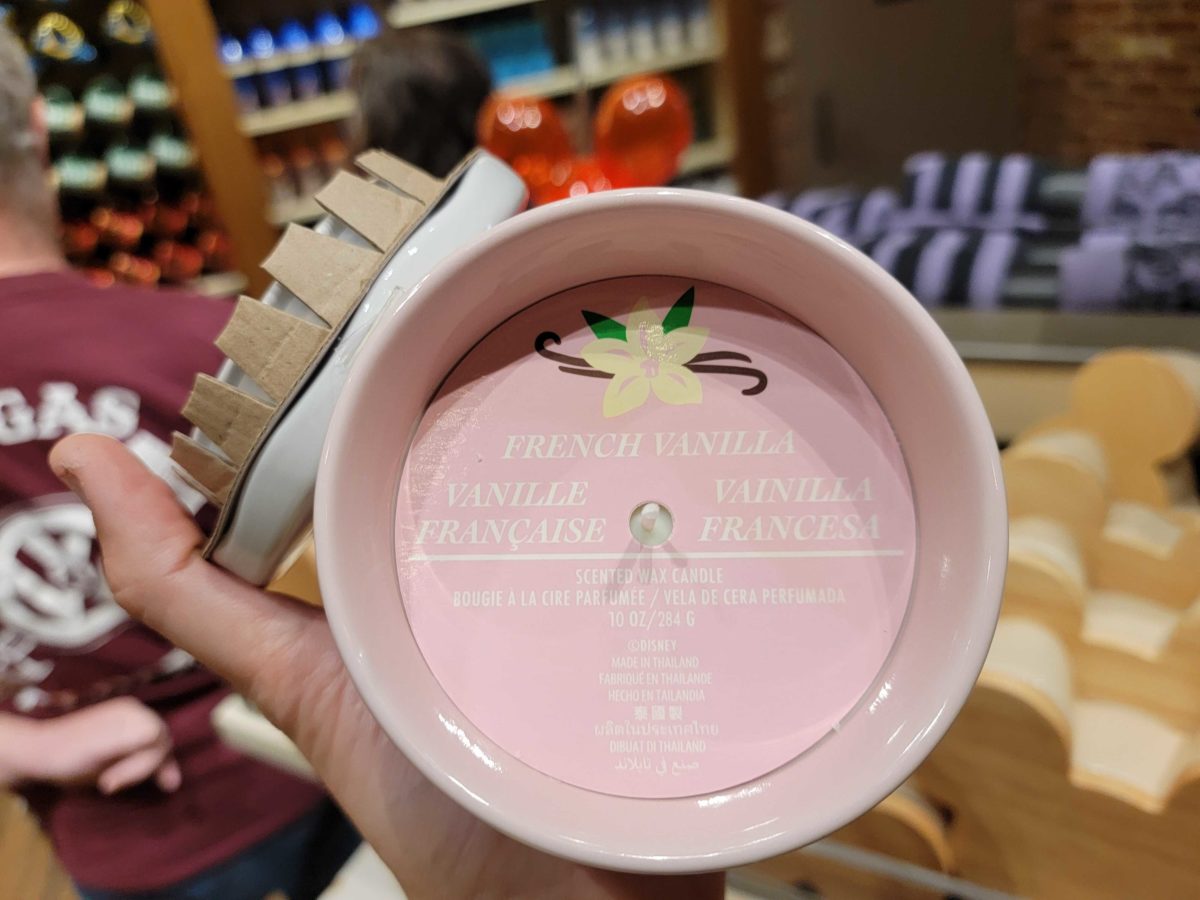 FRENCH VANILLA
VANILLE
FRANÇAISE
VAINILLA
FRANCESA
SCENTED WAX CANDLE
BOUGIE À LA CIRE PARFUMÉE / VELA DE CERA PERFUMADA
10 OZ/284 G
©DISNEY
MADE IN THAILAND
FABRIQUÉ EN THAÏLANDE
HECHO EN TAILANDIA
泰國製
ผลิตในประเทศไทย
DIBUAT DI THAILAND
صنع في تايلاند
GAS